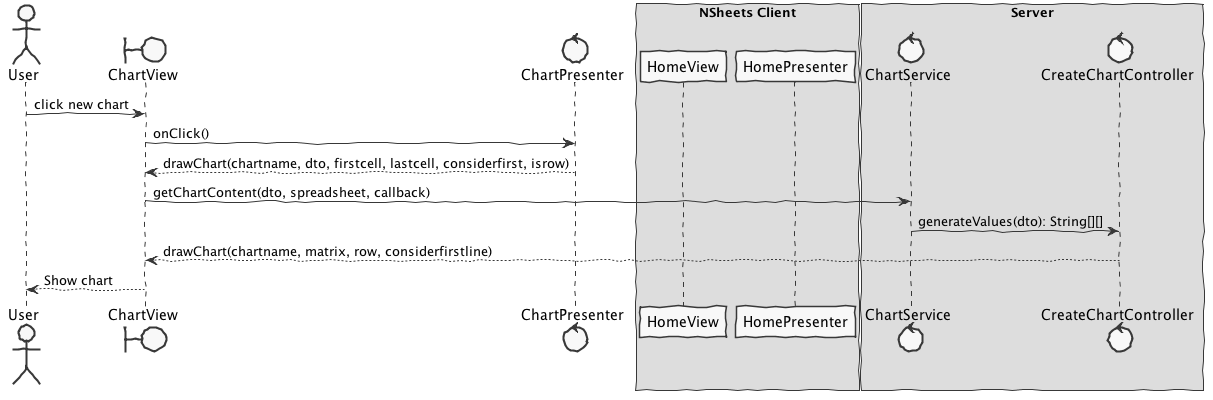 NSheets Client
Server
User
ChartView
ChartPresenter
HomeView
HomePresenter
ChartService
CreateChartController
click new chart
onClick()
drawChart(chartname, dto, firstcell, lastcell, considerfirst, isrow)
getChartContent(dto, spreadsheet, callback)
generateValues(dto): String[][]
drawChart(chartname, matrix, row, considerfirstline)
Show chart
User
ChartView
ChartPresenter
HomeView
HomePresenter
ChartService
CreateChartController